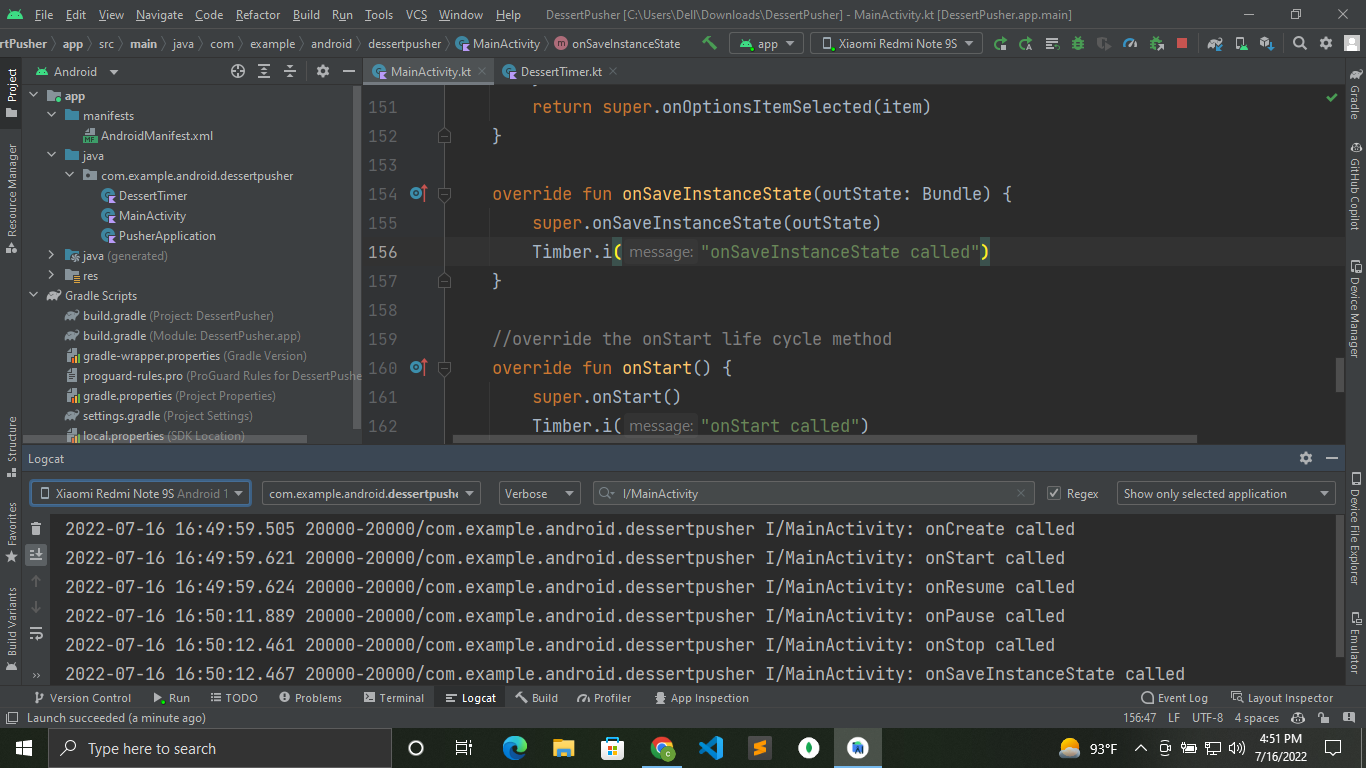 File Edit View Navigate Code Refactor Build Run Tools VCS Window Help DessertPusher [C:\Users\Dell\Downloads\DessertPusher] - MainActivity.kt [DessertPusher.app.main]
rtPusher app src main java com example android dessertpusher MainActivity onSaveInstanceState app Xiaomi Redmi Note 9S
Android
MainActivity.kt DessertTimer.kt
Project
Resource Manager
Structure
Favorites
Build Variants
app
manifests
AndroidManifest.xml
java
com.example.android.dessertpusher
DessertTimer
MainActivity
PusherApplication
java (generated)
res
Gradle Scripts
build.gradle (Project: DessertPusher)
build.gradle (Module: DessertPusher.app)
gradle-wrapper.properties (Gradle Version)
proguard-rules.pro (ProGuard Rules for DessertPushe
gradle.properties (Project Properties)
settings.gradle (Project Settings)
local.properties (SDK Location)
151 return super.onOptionsItemSelected(item)
152 }
153
154 override fun onSaveInstanceState(outState: Bundle) {
155 super.onSaveInstanceState(outState)
156 Timber.i( message: "onSaveInstanceState called")
157 }
158
159 //override the onStart life cycle method
160 override fun onStart() {
161 super.onStart()
162 Timber.i( message: "onStart called")
Gradle
GitHub Copilot
Device Manager
Device File Explorer
Emulator
Logcat
Xiaomi Redmi Note 9S Android 1 com.example.android.dessertpushe Verbose I/MainActivity Regex Show only selected application
2022-07-16 16:49:59.505 20000-20000/com.example.android.dessertpusher I/MainActivity: onCreate called
2022-07-16 16:49:59.621 20000-20000/com.example.android.dessertpusher I/MainActivity: onStart called
2022-07-16 16:49:59.624 20000-20000/com.example.android.dessertpusher I/MainActivity: onResume called
2022-07-16 16:50:11.889 20000-20000/com.example.android.dessertpusher I/MainActivity: onPause called
2022-07-16 16:50:12.461 20000-20000/com.example.android.dessertpusher I/MainActivity: onStop called
2022-07-16 16:50:12.467 20000-20000/com.example.android.dessertpusher I/MainActivity: onSaveInstanceState called
Version Control Run TODO Problems Terminal Logcat Build Profiler App Inspection Event Log Layout Inspector
Launch succeeded (a minute ago) 156:47 LF UTF-8 4 spaces
Type here to search 93°F 4:51 PM
7/16/2022